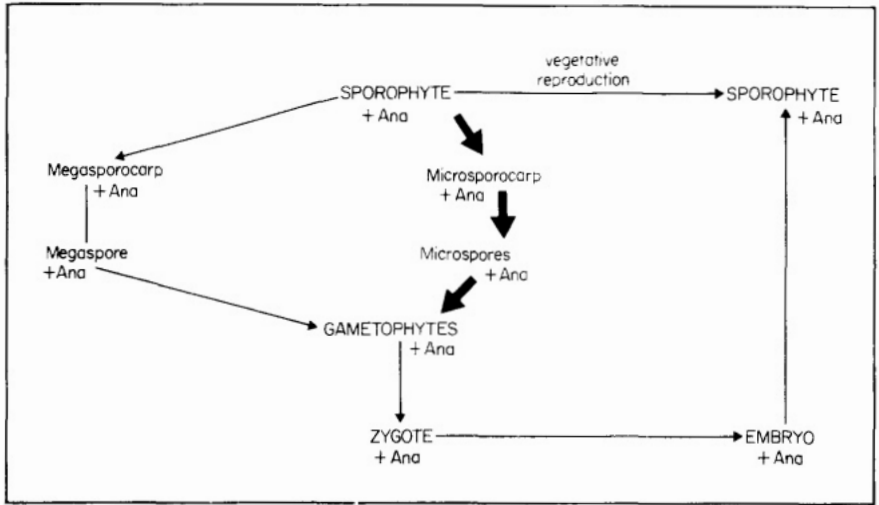 vegetative
reproduction
SPOROPHYTE
+ Ana
SPOROPHYTE
+ Ana
Megasporocarp
+ Ana
Microsporocarp
+ Ana
Megaspore
+Ana
Microspores
+ Ana
GAMETOPHYTES
+ Ana
ZYGOTE
+ Ana
EMBRYO
+ Ana